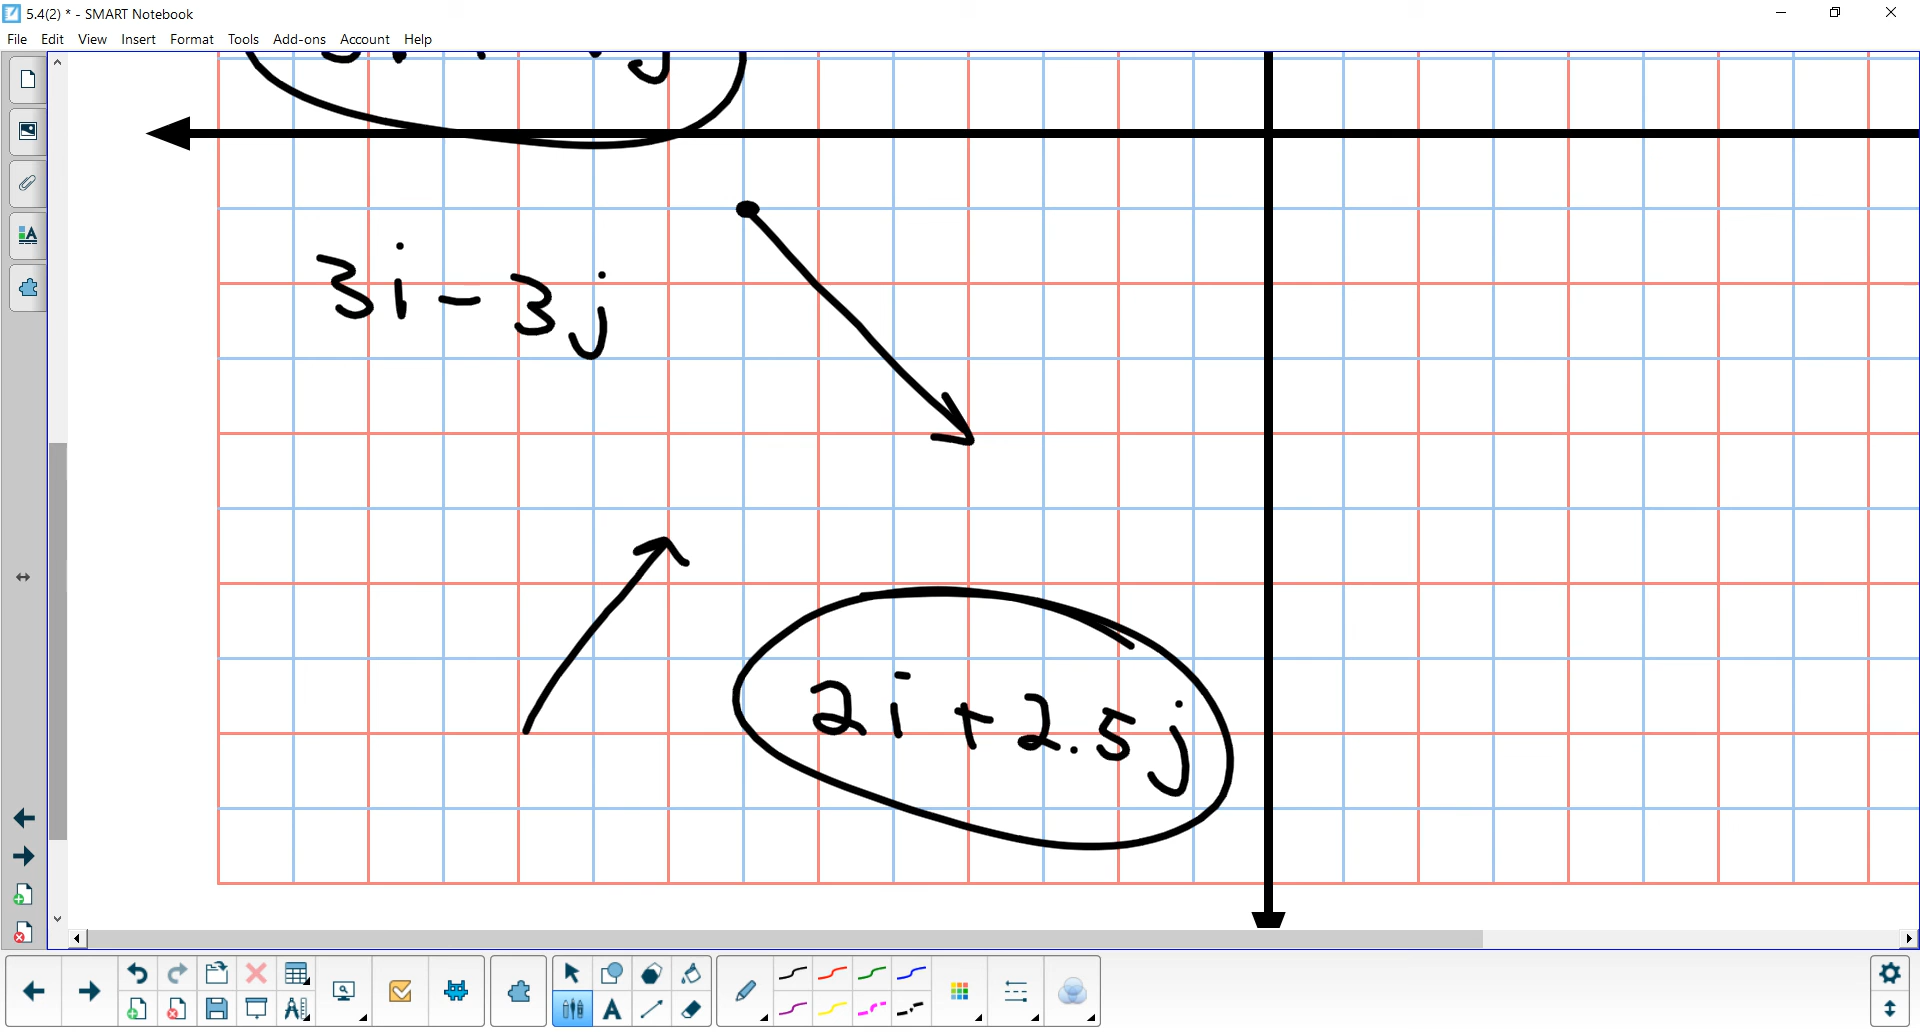 5.4(2) * - SMART Notebook
File Edit View Insert Format Tools Add-ons Account Help
3i - 3j
2i + 2.5j